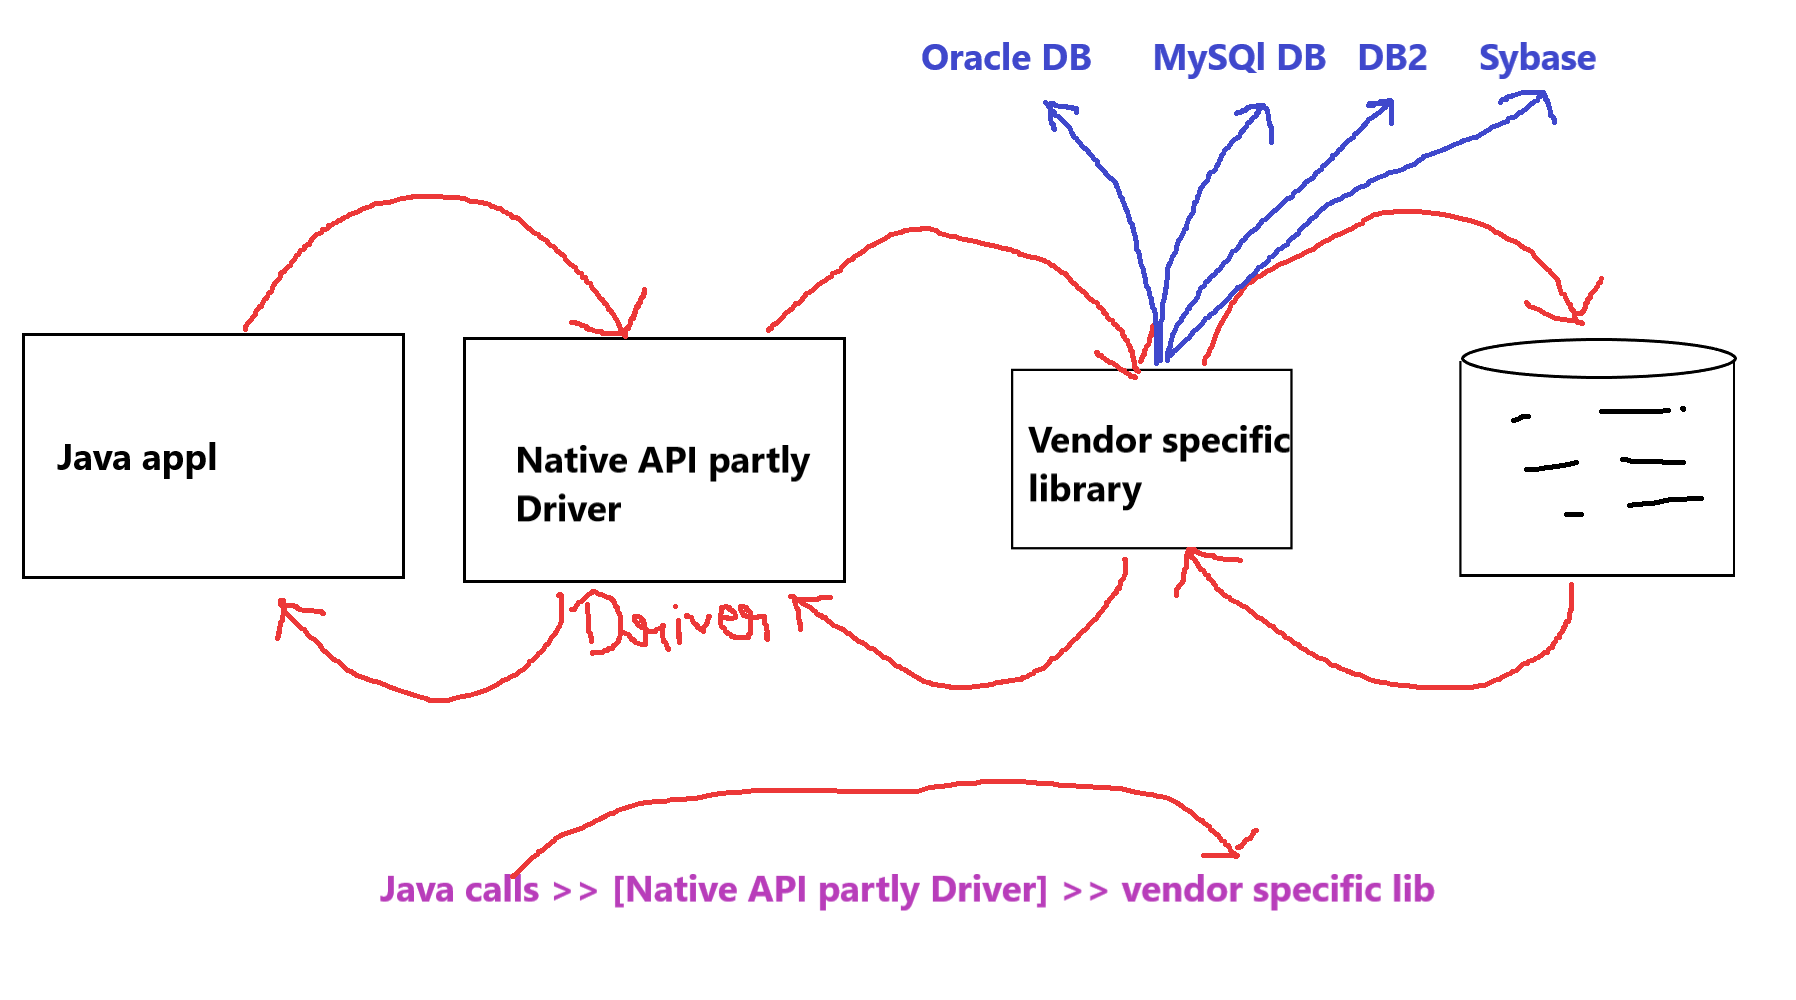 Oracle DB MySQl DB DB2 Sybase
Java appl
Native API partly
Driver
Vendor specific
library
Driver
Java calls >> [Native API partly Driver] >> vendor specific lib